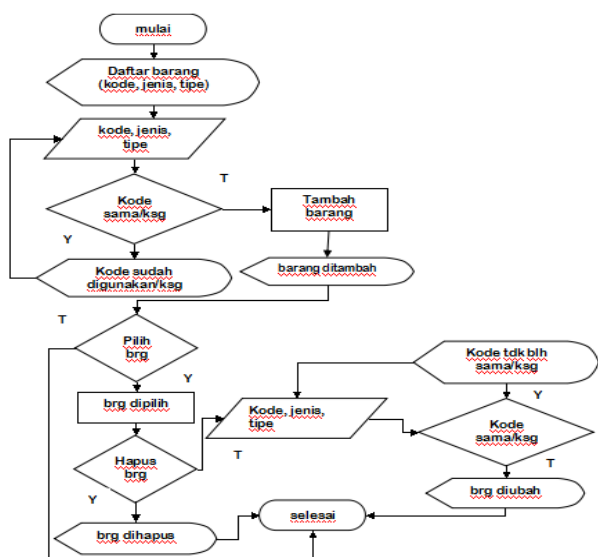 mulai
Daftar barang
(kode, jenis, tipe)
kode, jenis,
tipe
T
Kode
sama/ksg
Tambah
barang
Y
Kode sudah
digunakan/ksg
barang ditambah
T
Pilih
brg
Kode tdk blh
sama/ksg
Y
Y
brg dipilih
Kode, jenis,
tipe
Kode
sama/ksg
Hapus
brg
T
T
Y
brg diubah
brg dihapus
selesai